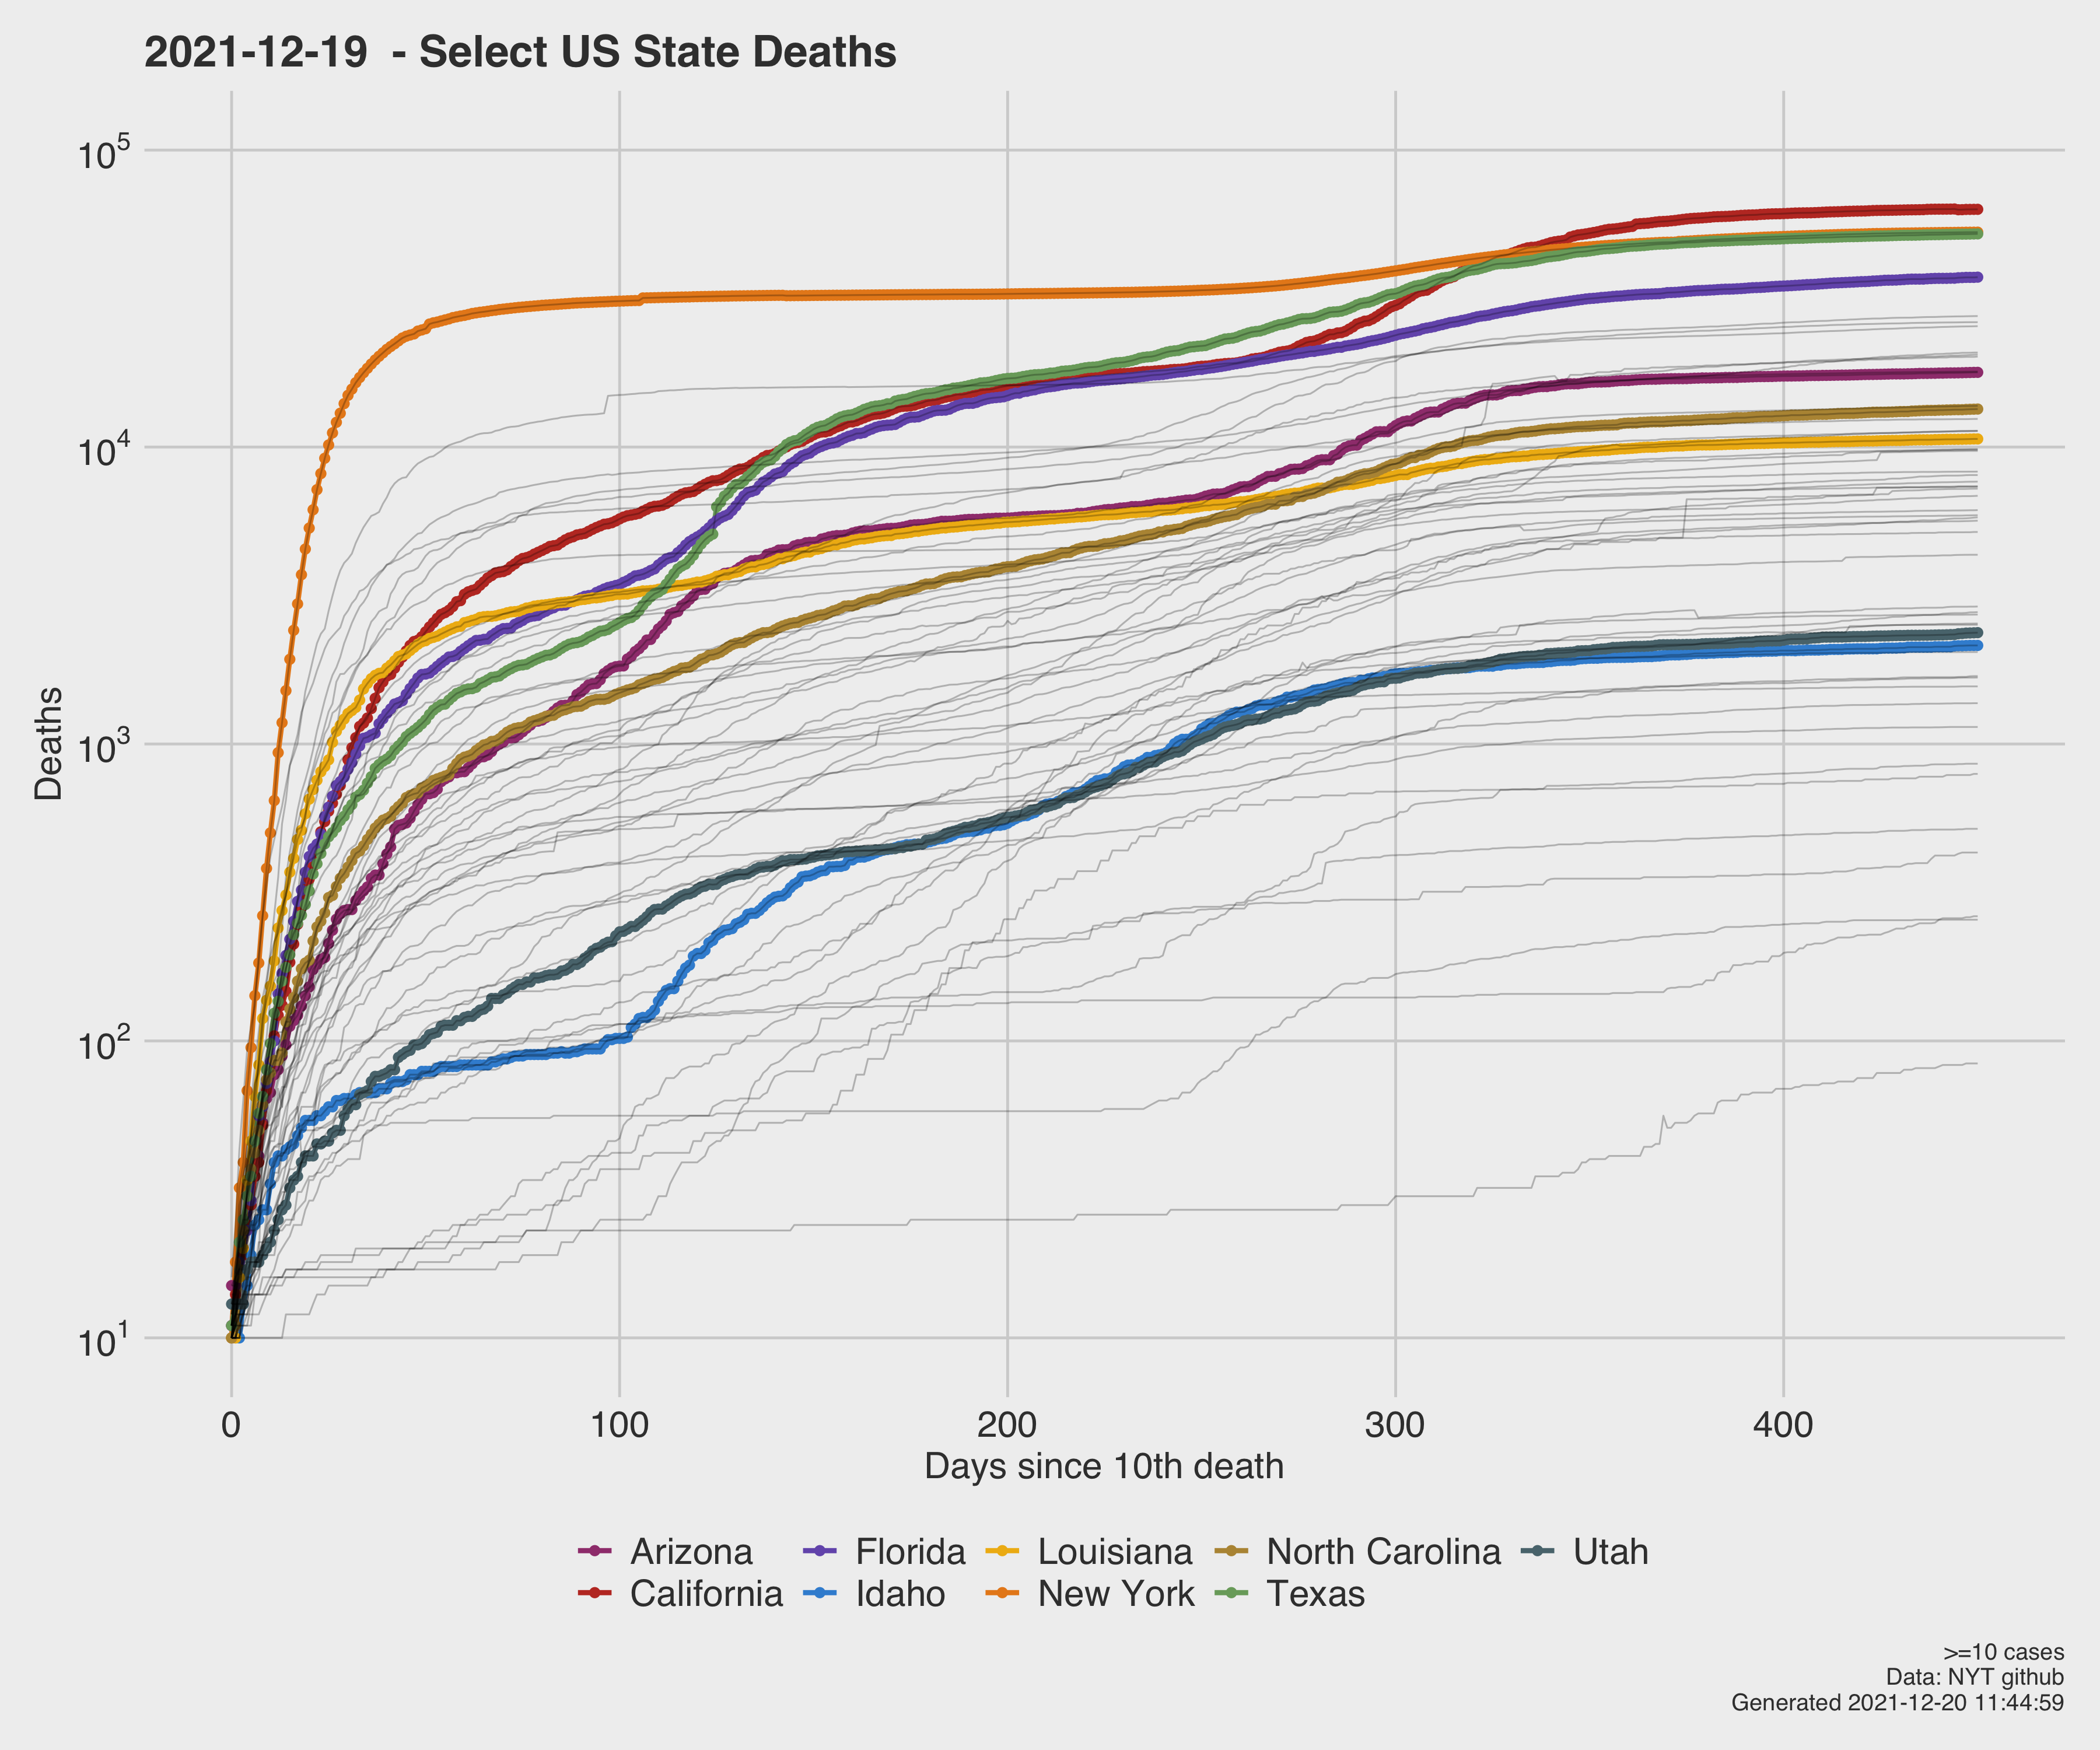 2021-12-19 - Select US State Deaths
10^5
10^4
10^3
10^2
10^1
Deaths
0 100 200 300 400
Days since 10th death
Arizona Florida Louisiana North Carolina Utah
California Idaho New York Texas
>=10 cases
Data: NYT github
Generated 2021-12-20 11:44:59